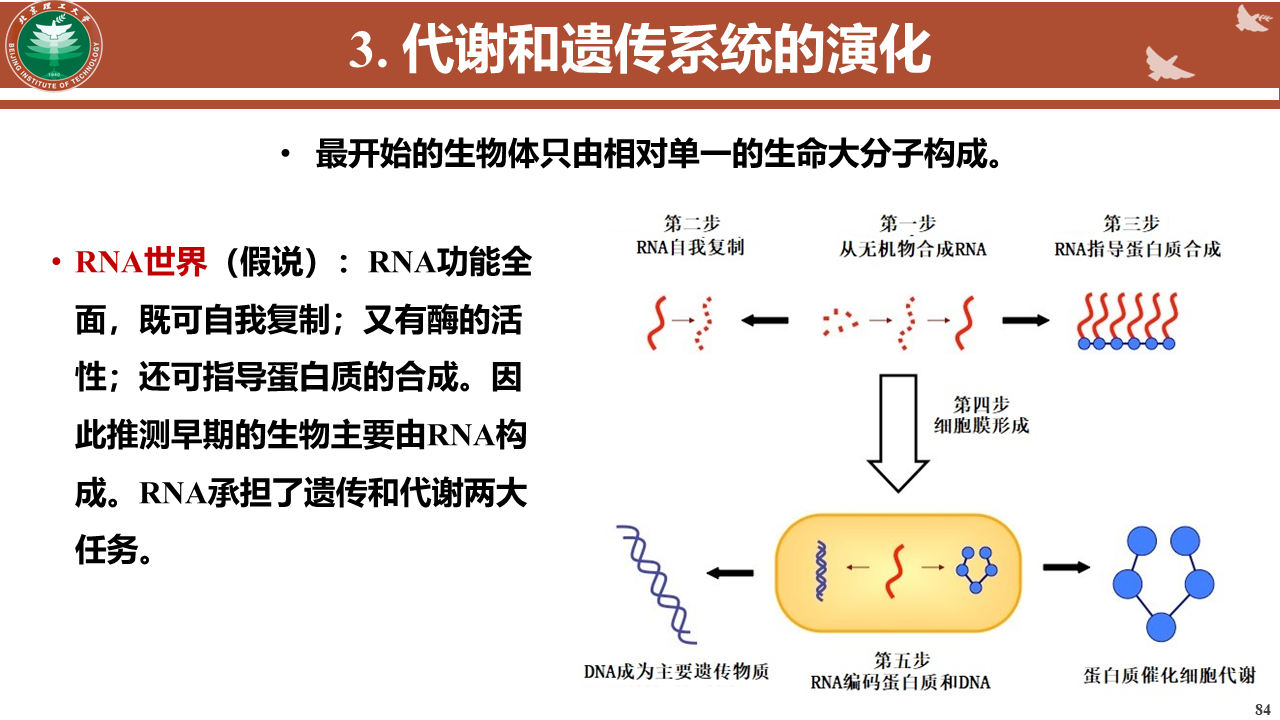 北京理工大学
BEIJING INSTITUTE OF TECHNOLOGY
1940
3. 代谢和遗传系统的演化
• 最开始的生物体只由相对单一的生命大分子构成。
• RNA世界（假说）：RNA功能全
面，既可自我复制；又有酶的活
性；还可指导蛋白质的合成。因
此推测早期的生物主要由RNA构
成。RNA承担了遗传和代谢两大
任务。
第二步
RNA自我复制
第一步
从无机物合成RNA
第三步
RNA指导蛋白质合成
第四步
细胞膜形成
DNA成为主要遗传物质
第五步
RNA编码蛋白质和DNA
蛋白质催化细胞代谢
84